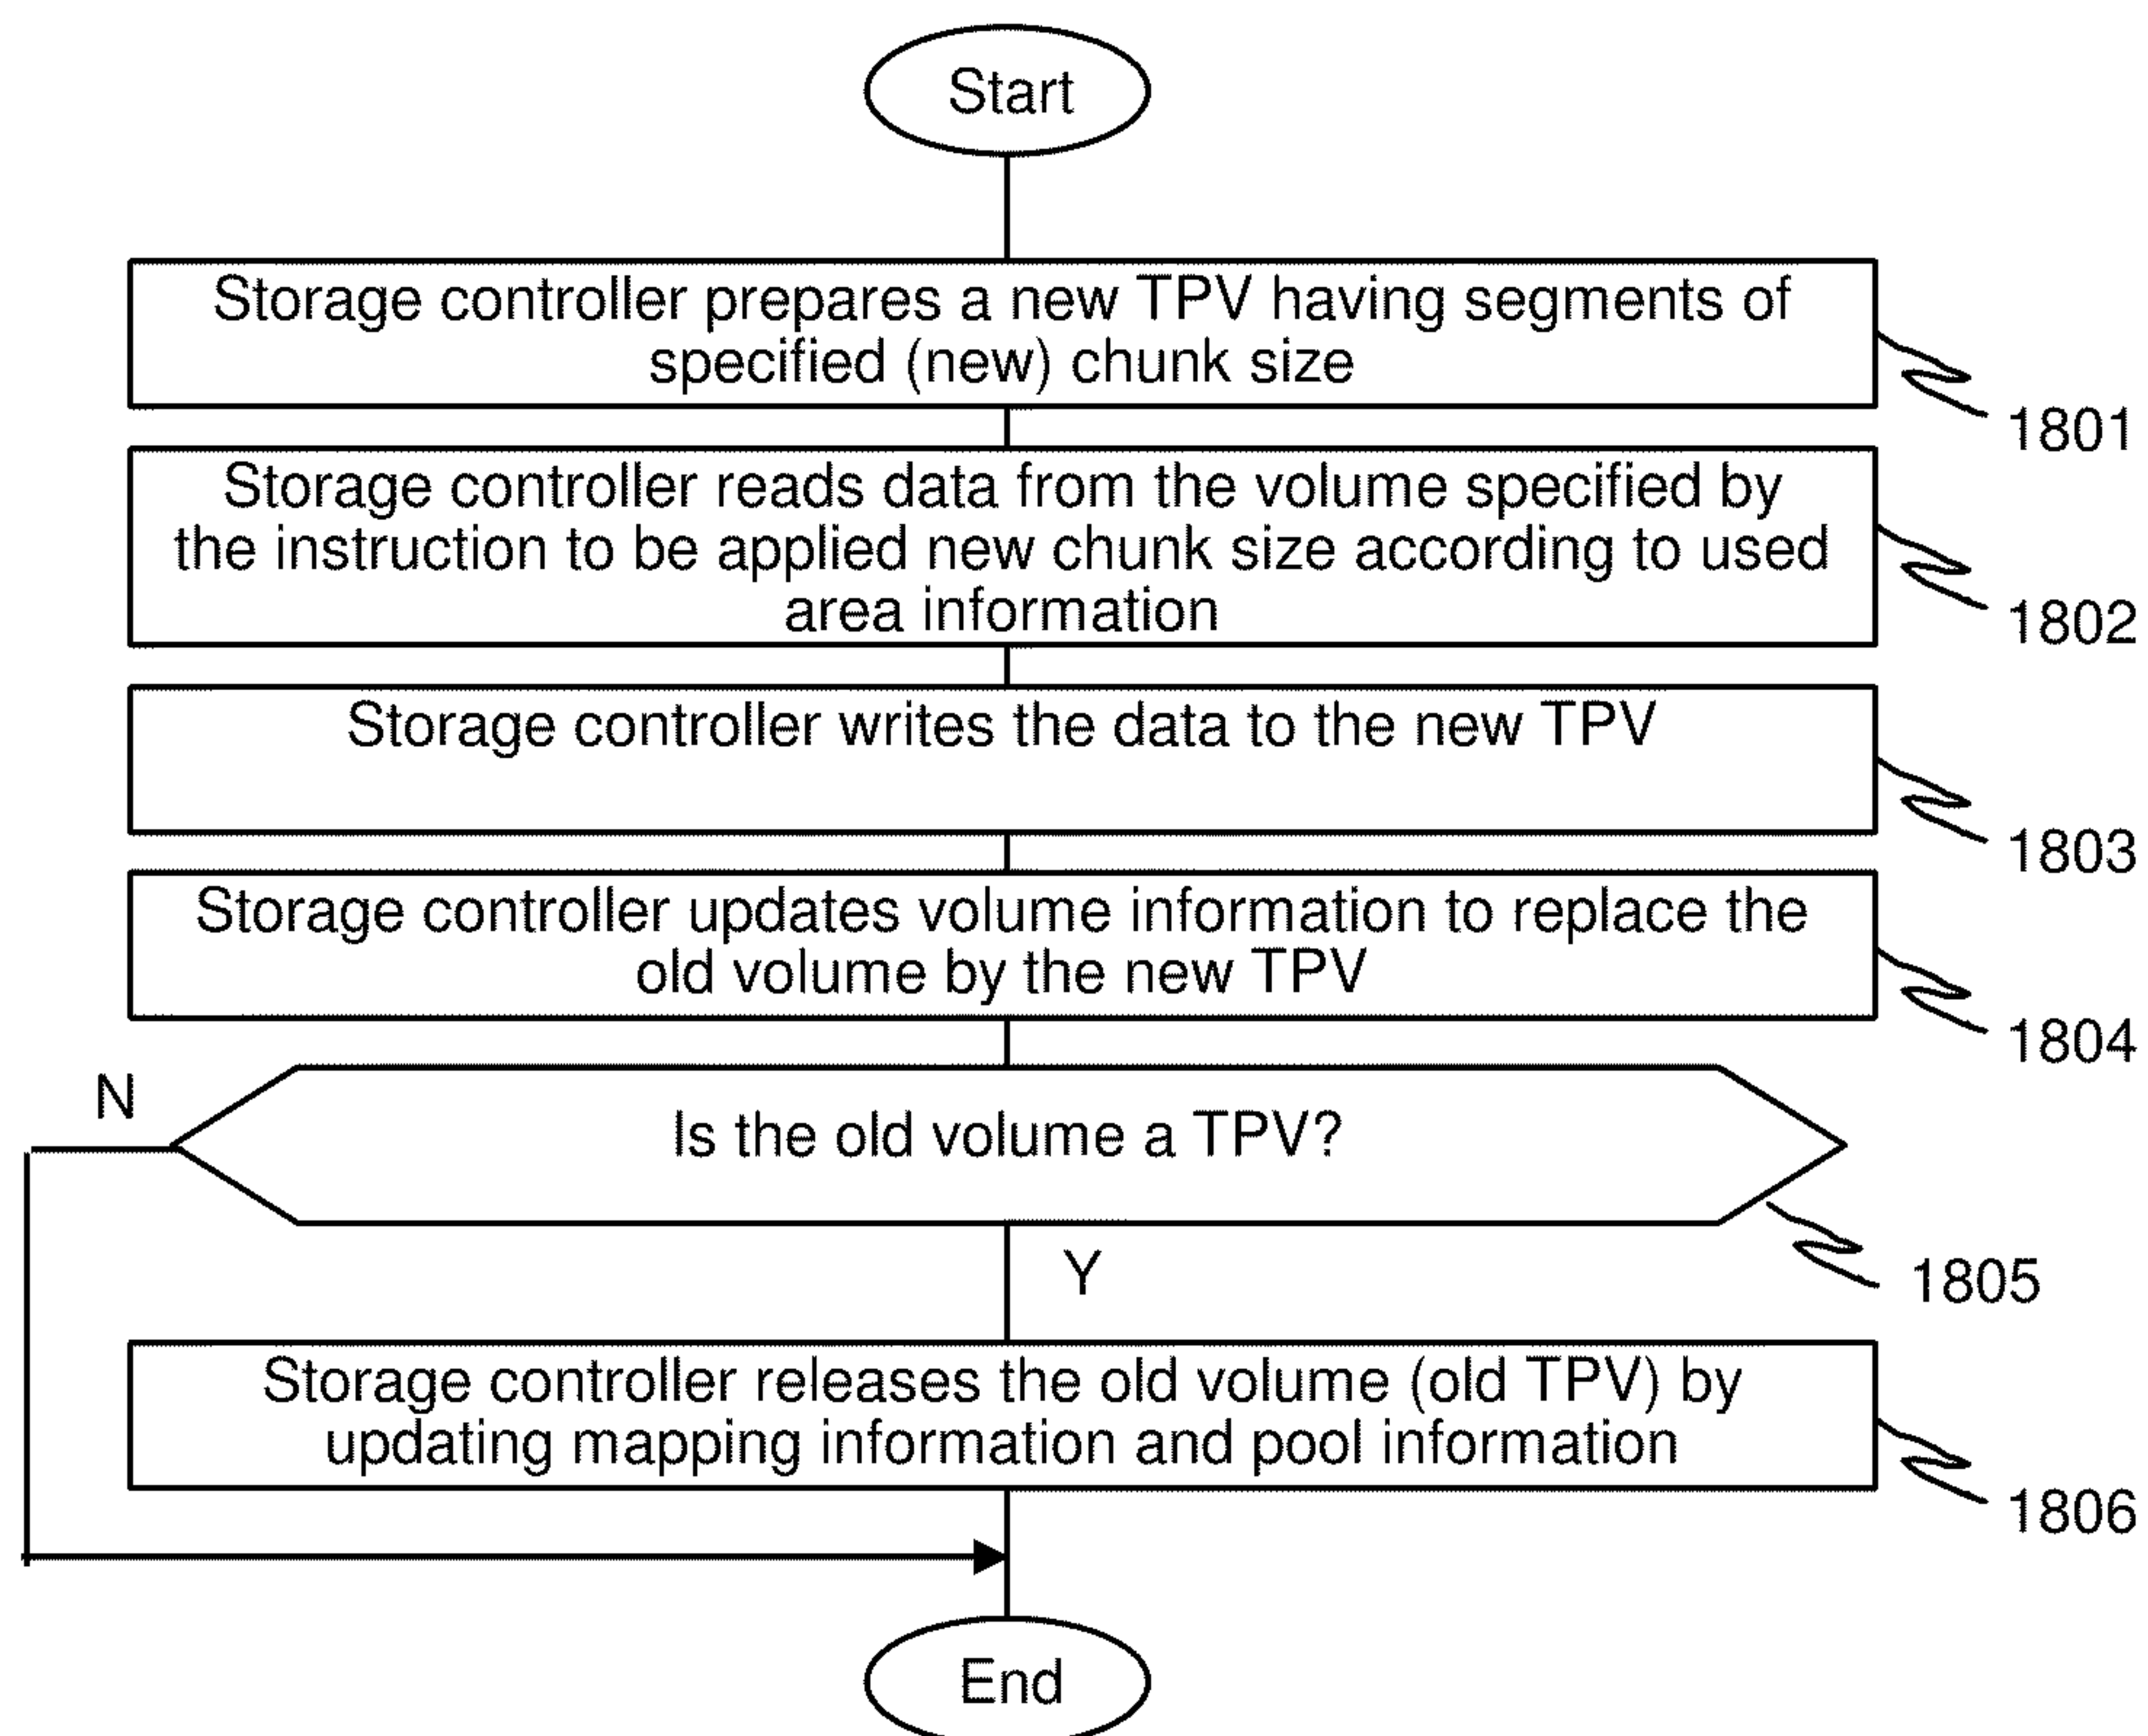 Start
Storage controller prepares a new TPV having segments of
specified (new) chunk size
1801
Storage controller reads data from the volume specified by
the instruction to be applied new chunk size according to used
area information
1802
Storage controller writes the data to the new TPV
1803
Storage controller updates volume information to replace the
old volume by the new TPV
1804
N
Is the old volume a TPV?
Y
1805
Storage controller releases the old volume (old TPV) by
updating mapping information and pool information
1806
End